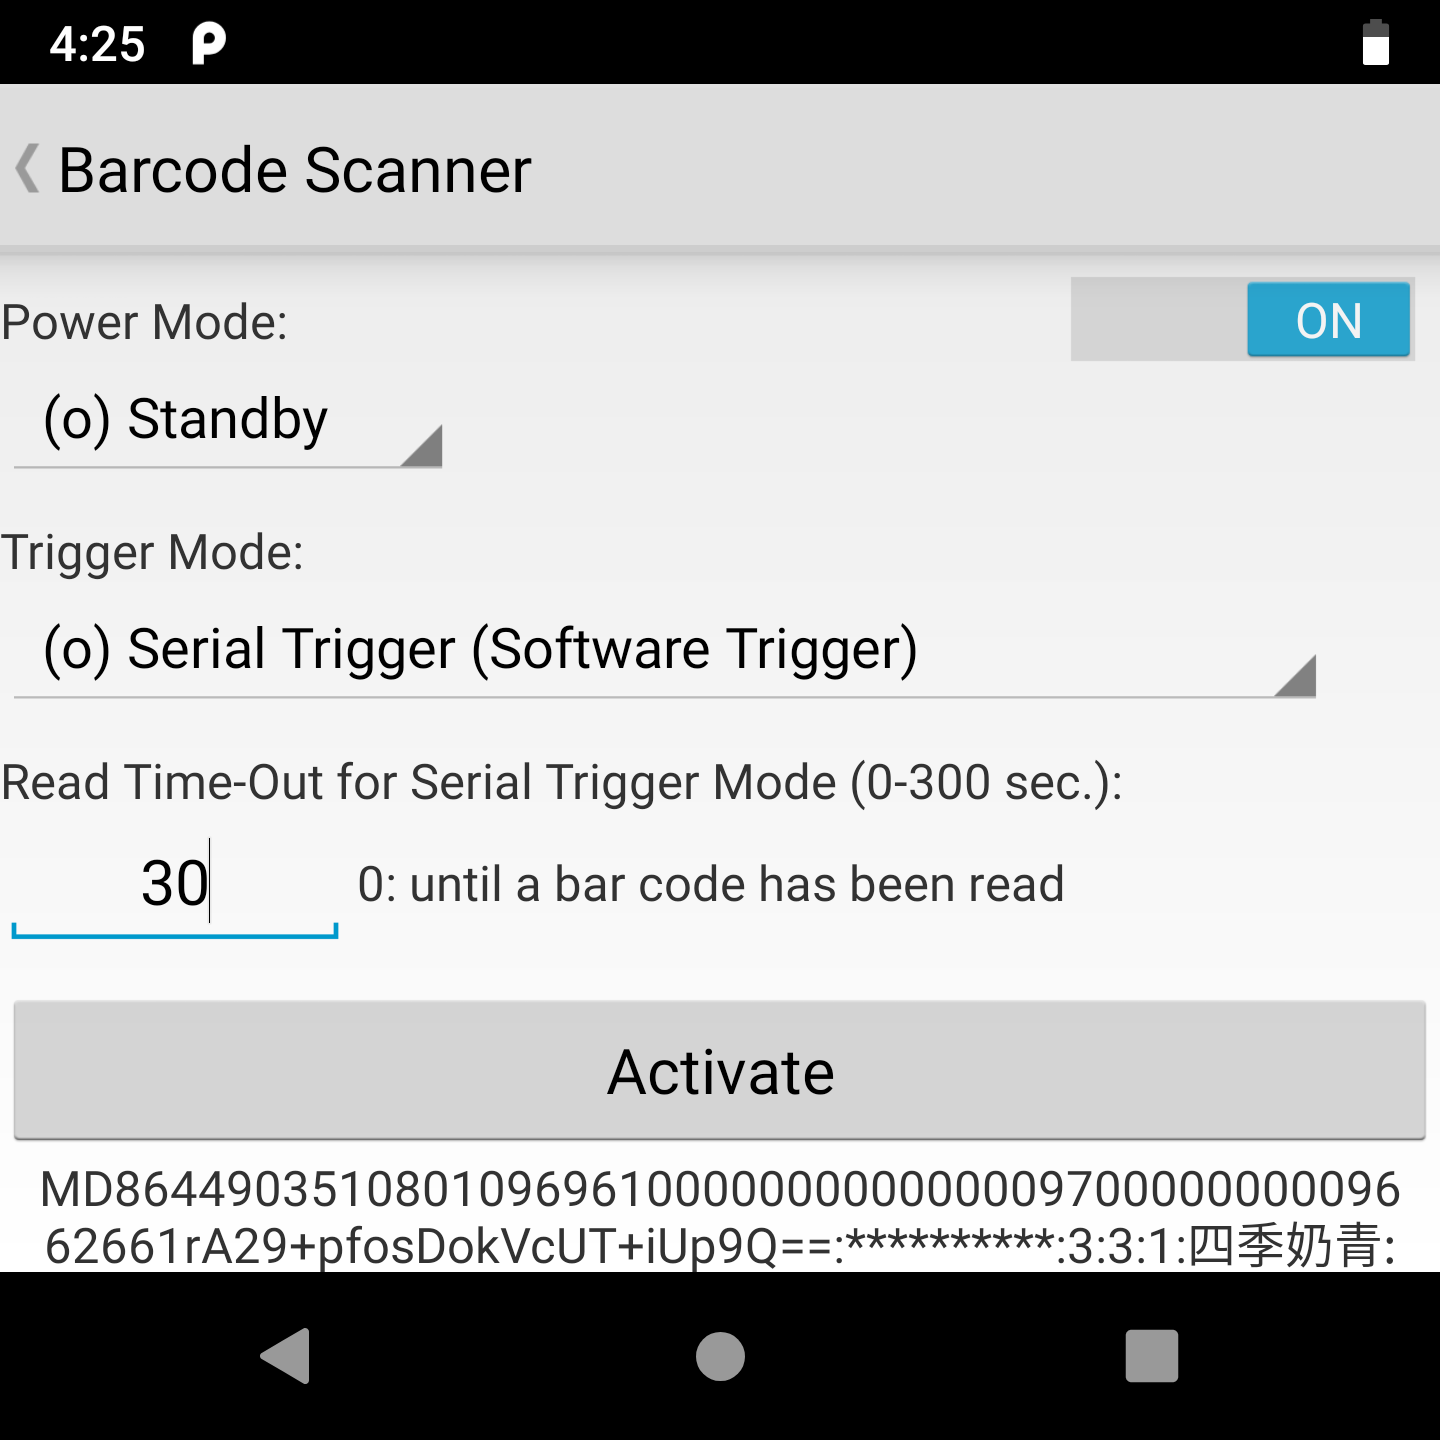 4:25
Barcode Scanner
Power Mode:
ON
(o) Standby
Trigger Mode:
(o) Serial Trigger (Software Trigger)
Read Time-Out for Serial Trigger Mode (0-300 sec.):
30
0: until a bar code has been read
Activate
MD8644903510801096961000000000000009700000000096
62661rA29+pfosDokVcUT+iUp9Q==:**********:3:3:1:四季奶青: